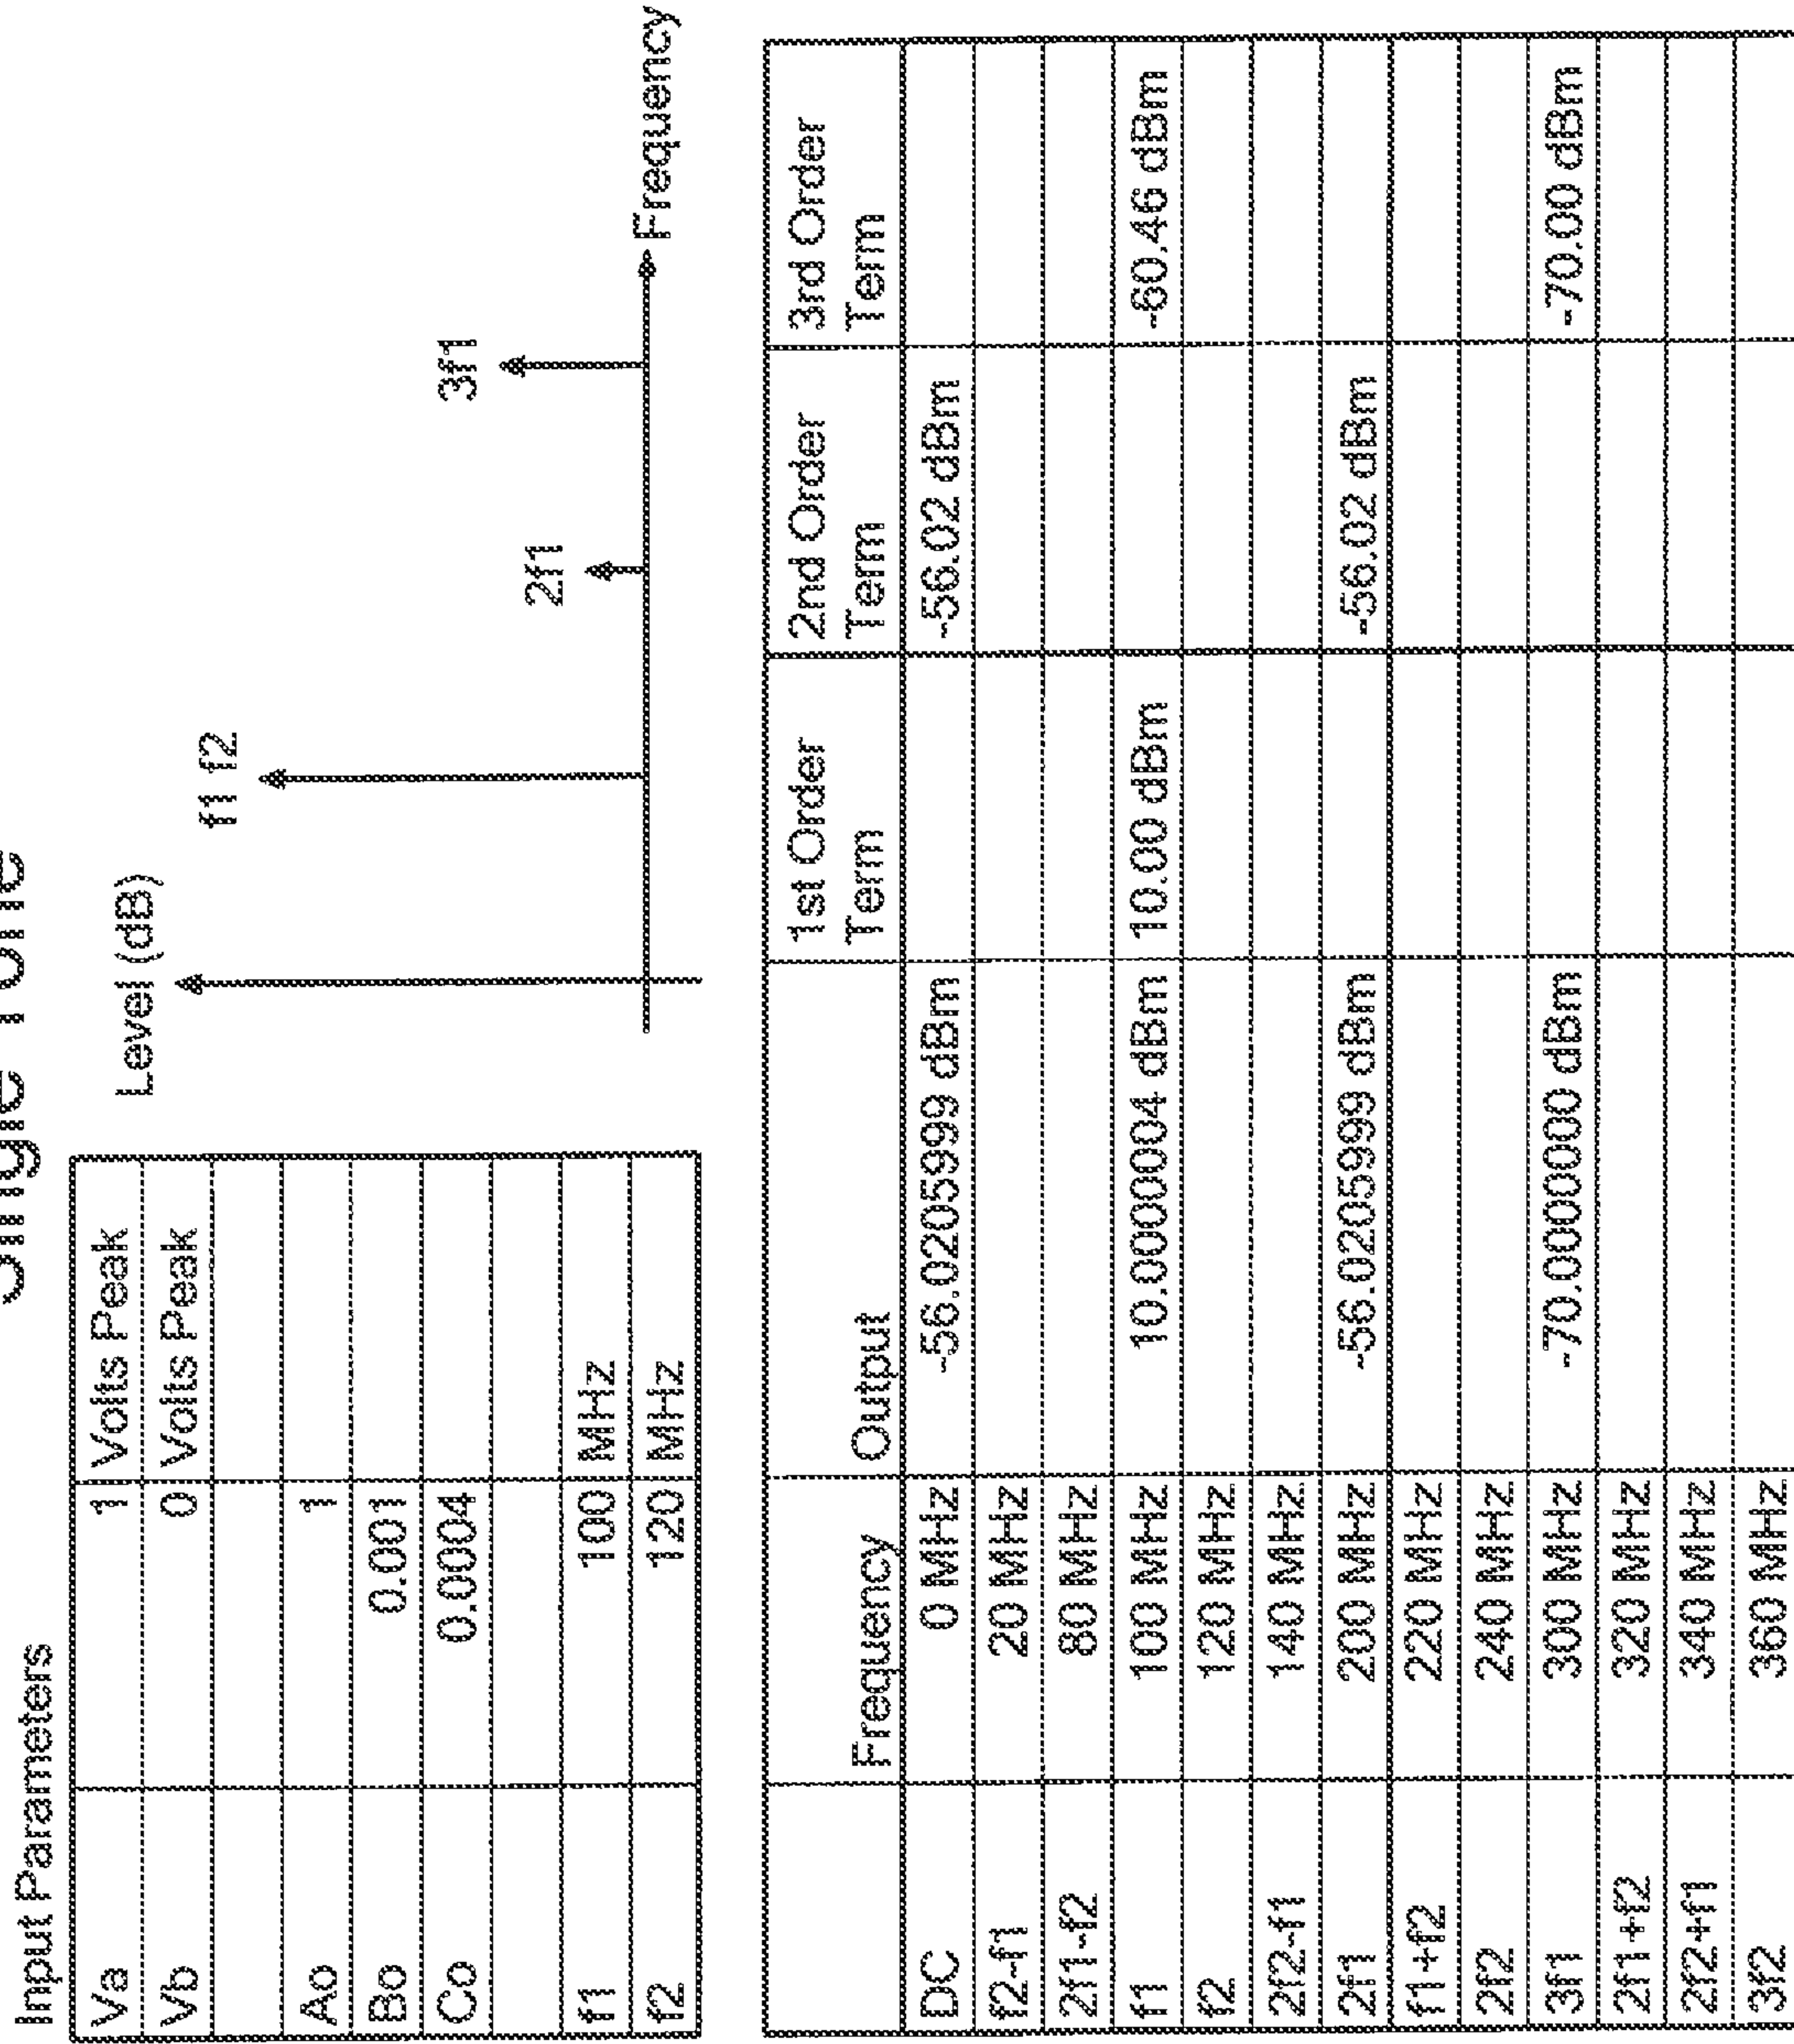 Single Tone
Input Parameters
Va 1 Volts Peak
Vb 0 Volts Peak
Ao 1
Bo 0.001
Co 0.0004
f1 100 MHz
f2 120 MHz
Level (dB)
f1 f2
2f1
3f1
Frequency
Frequency Output 1st Order Term 2nd Order Term 3rd Order Term
DC 0 MHz -56.0205999 dBm -56.02 dBm
f2-f1 20 MHz
2f1-f2 80 MHz
f1 100 MHz 10.0000004 dBm 10.00 dBm -60.46 dBm
f2 120 MHz
2f2-f1 140 MHz
2f1 200 MHz -56.0205999 dBm -56.02 dBm
f1+f2 220 MHz
2f2 240 MHz
3f1 300 MHz -70.0000000 dBm -70.00 dBm
2f1+f2 320 MHz
2f2+f1 340 MHz
3f2 360 MHz